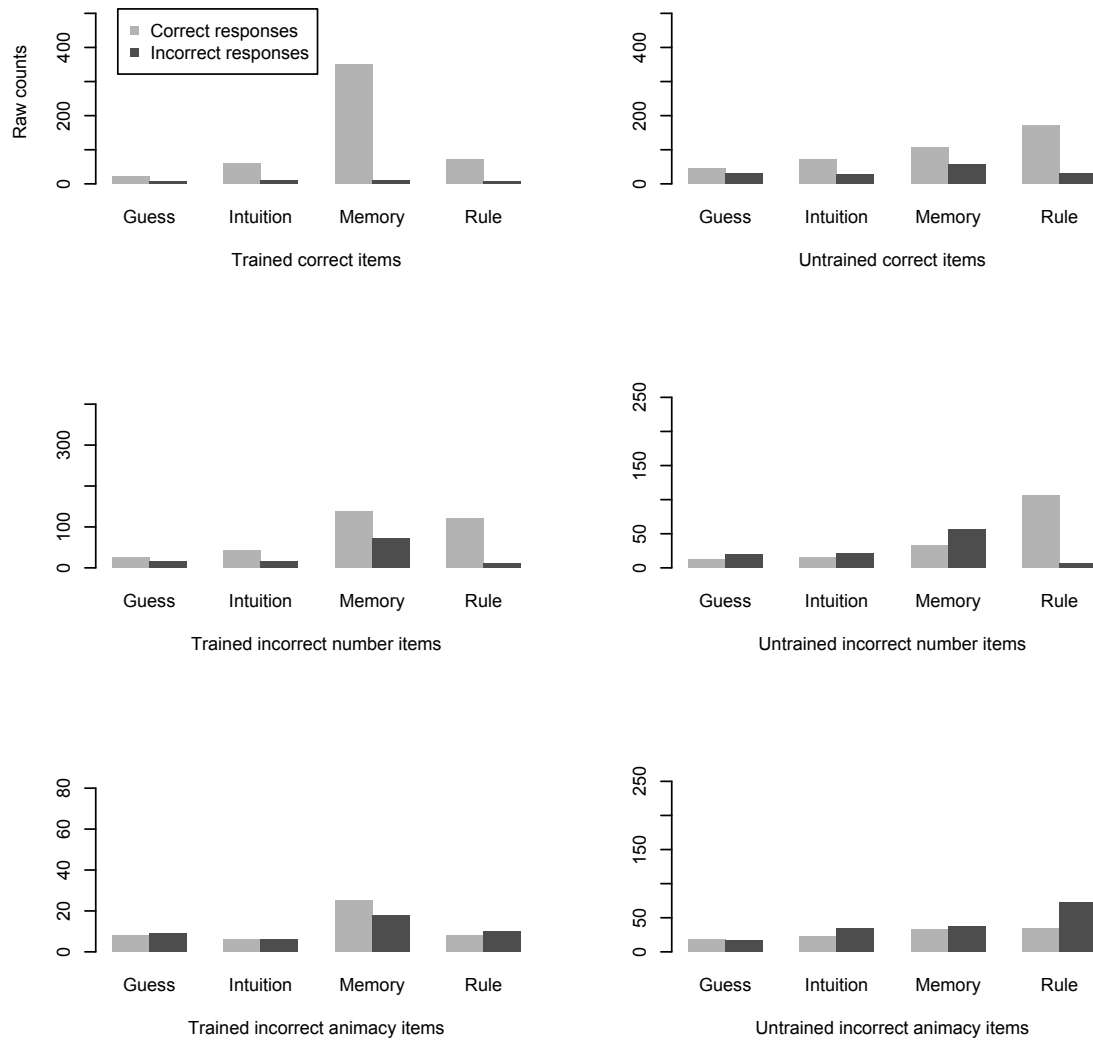 Correct responses
Incorrect responses
Raw counts
400
200
0
Guess Intuition Memory Rule
Trained correct items
400
200
0
Guess Intuition Memory Rule
Untrained correct items
300
100
0
Guess Intuition Memory Rule
Trained incorrect number items
250
150
50
0
Guess Intuition Memory Rule
Untrained incorrect number items
80
60
40
20
0
Guess Intuition Memory Rule
Trained incorrect animacy items
250
150
50
0
Guess Intuition Memory Rule
Untrained incorrect animacy items